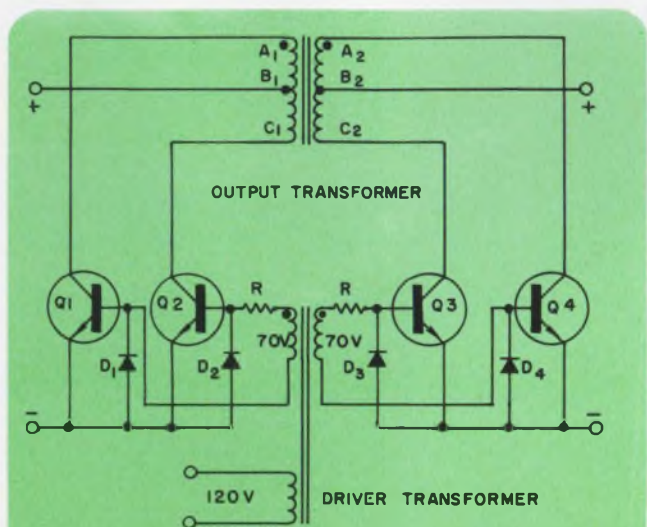 A1 A2
B1 B2
+ +
C1 C2
OUTPUT TRANSFORMER
Q1 Q2 R R Q3 Q4
70V 70V
D1 D2 D3 D4
− −
120V DRIVER TRANSFORMER